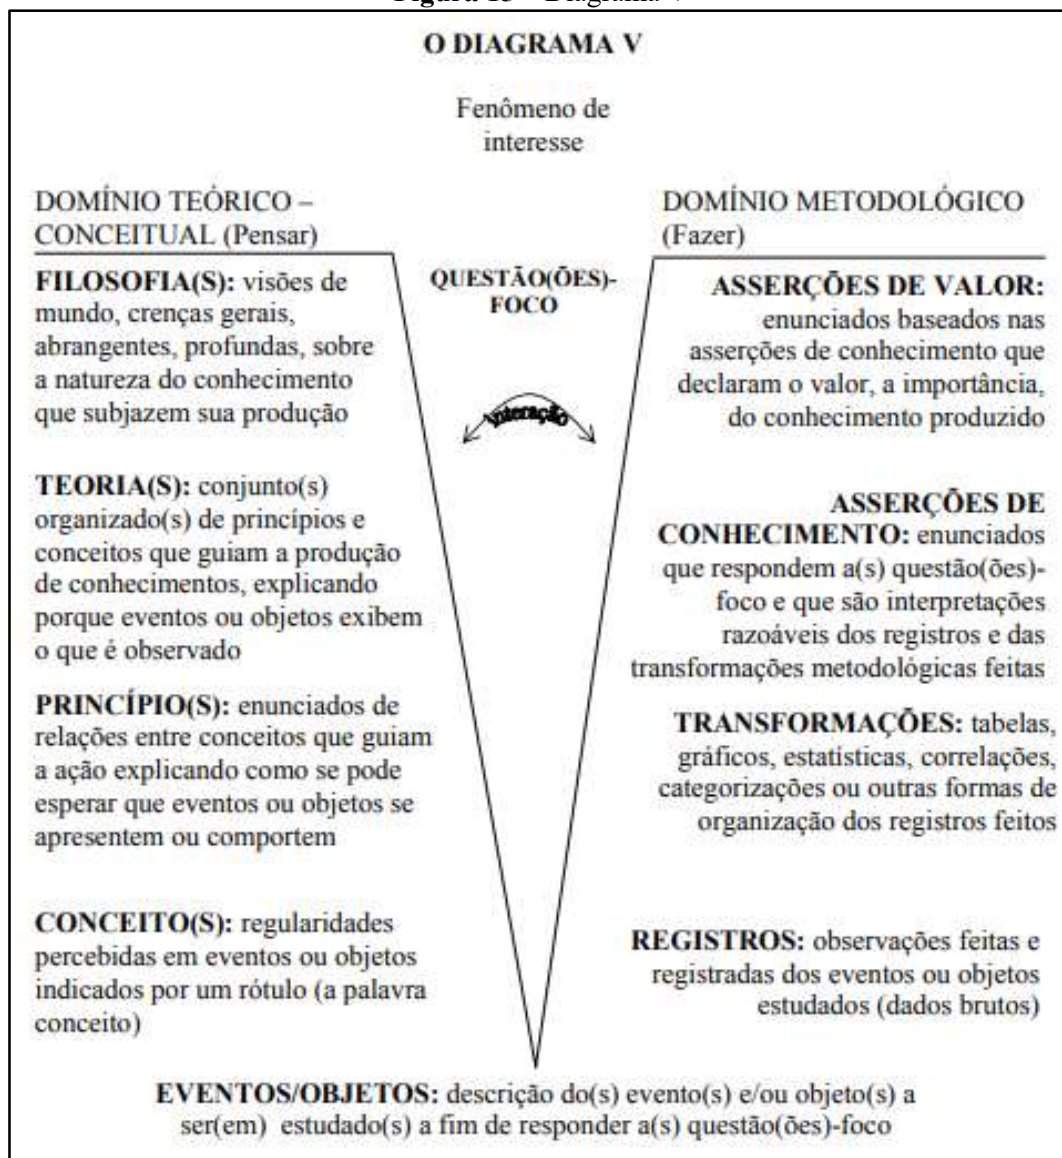 O DIAGRAMA V
Fenômeno de
interesse
DOMÍNIO TEÓRICO –
CONCEITUAL (Pensar)
FILOSOFIA(S): visões de
mundo, crenças gerais,
abrangentes, profundas, sobre
a natureza do conhecimento
que subjazem sua produção
TEORIA(S): conjunto(s)
organizado(s) de princípios e
conceitos que guiam a produção
de conhecimentos, explicando
porque eventos ou objetos exibem
o que é observado
PRINCÍPIO(S): enunciados de
relações entre conceitos que guiam
a ação explicando como se pode
esperar que eventos ou objetos se
apresentem ou comportem
CONCEITO(S): regularidades
percebidas em eventos ou objetos
indicados por um rótulo (a palavra
conceito)
QUESTÃO(ÕES)-
FOCO
Interação
DOMÍNIO METODOLÓGICO
(Fazer)
ASSERÇÕES DE VALOR:
enunciados baseados nas
asserções de conhecimento que
declaram o valor, a importância,
do conhecimento produzido
ASSERÇÕES DE
CONHECIMENTO: enunciados
que respondem a(s) questão(ões)-
foco e que são interpretações
razoáveis dos registros e das
transformações metodológicas feitas
TRANSFORMAÇÕES: tabelas,
gráficos, estatísticas, correlações,
categorizações ou outras formas de
organização dos registros feitos
REGISTROS: observações feitas e
registradas dos eventos ou objetos
estudados (dados brutos)
EVENTOS/OBJETOS: descrição do(s) evento(s) e/ou objeto(s) a
ser(em) estudado(s) a fim de responder a(s) questão(ões)-foco